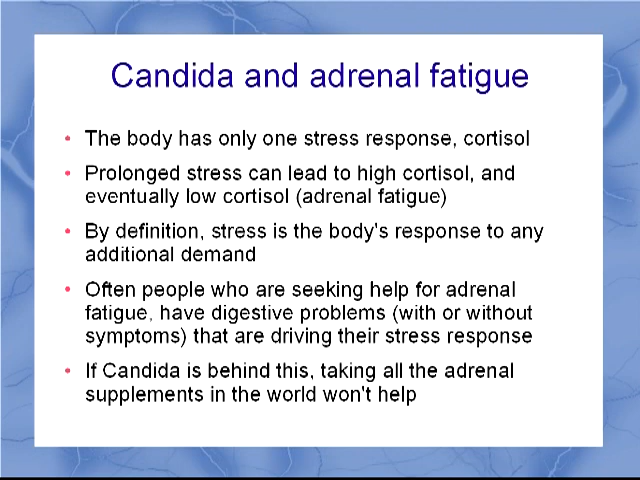 Candida and adrenal fatigue
• The body has only one stress response, cortisol
• Prolonged stress can lead to high cortisol, and
eventually low cortisol (adrenal fatigue)
• By definition, stress is the body's response to any
additional demand
• Often people who are seeking help for adrenal
fatigue, have digestive problems (with or without
symptoms) that are driving their stress response
• If Candida is behind this, taking all the adrenal
supplements in the world won't help